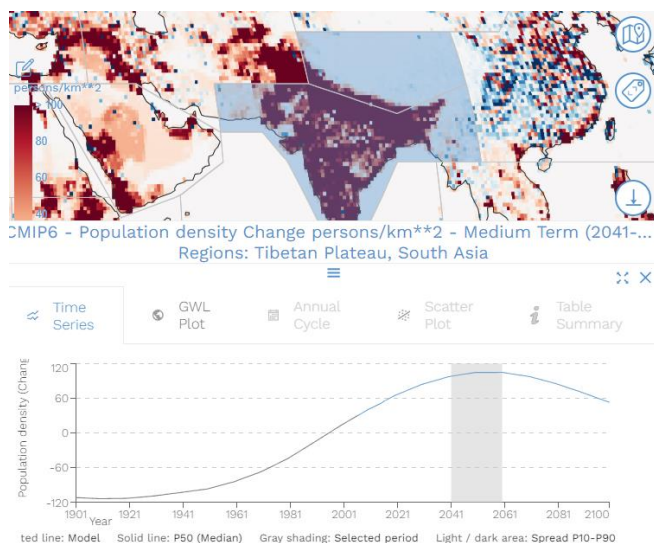 persons/km**2
> 100
80
60
40
CMIP6 - Population density Change persons/km**2 - Medium Term (2041-...
Regions: Tibetan Plateau, South Asia
Time Series
GWL Plot
Annual Cycle
Scatter Plot
Table Summary
Population density (Chang
120
60
0
-60
-120
1901 1921 1941 1961 1981 2001 2021 2041 2061 2081 2100
Year
ted line: Model Solid line: P50 (Median) Gray shading: Selected period Light / dark area: Spread P10-P90